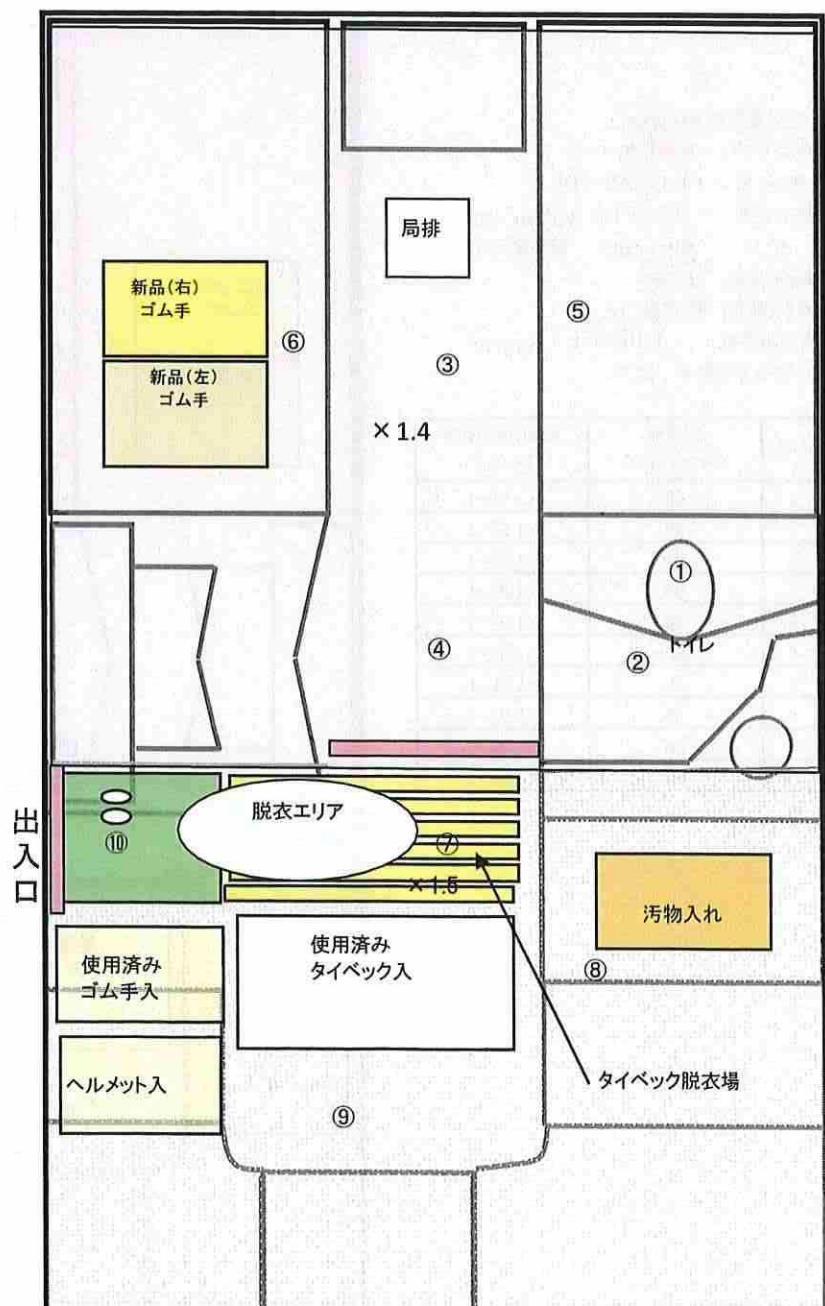 局排
新品(右)
ゴム手
⑥
⑤
③
新品(左)
ゴム手
×1.4
①
④
②
トイレ
出入口
脱衣エリア
⑩
⑦
×1.5
汚物入れ
使用済み
ゴム手入
使用済み
タイベック入
⑧
ヘルメット入
タイベック脱衣場
⑨